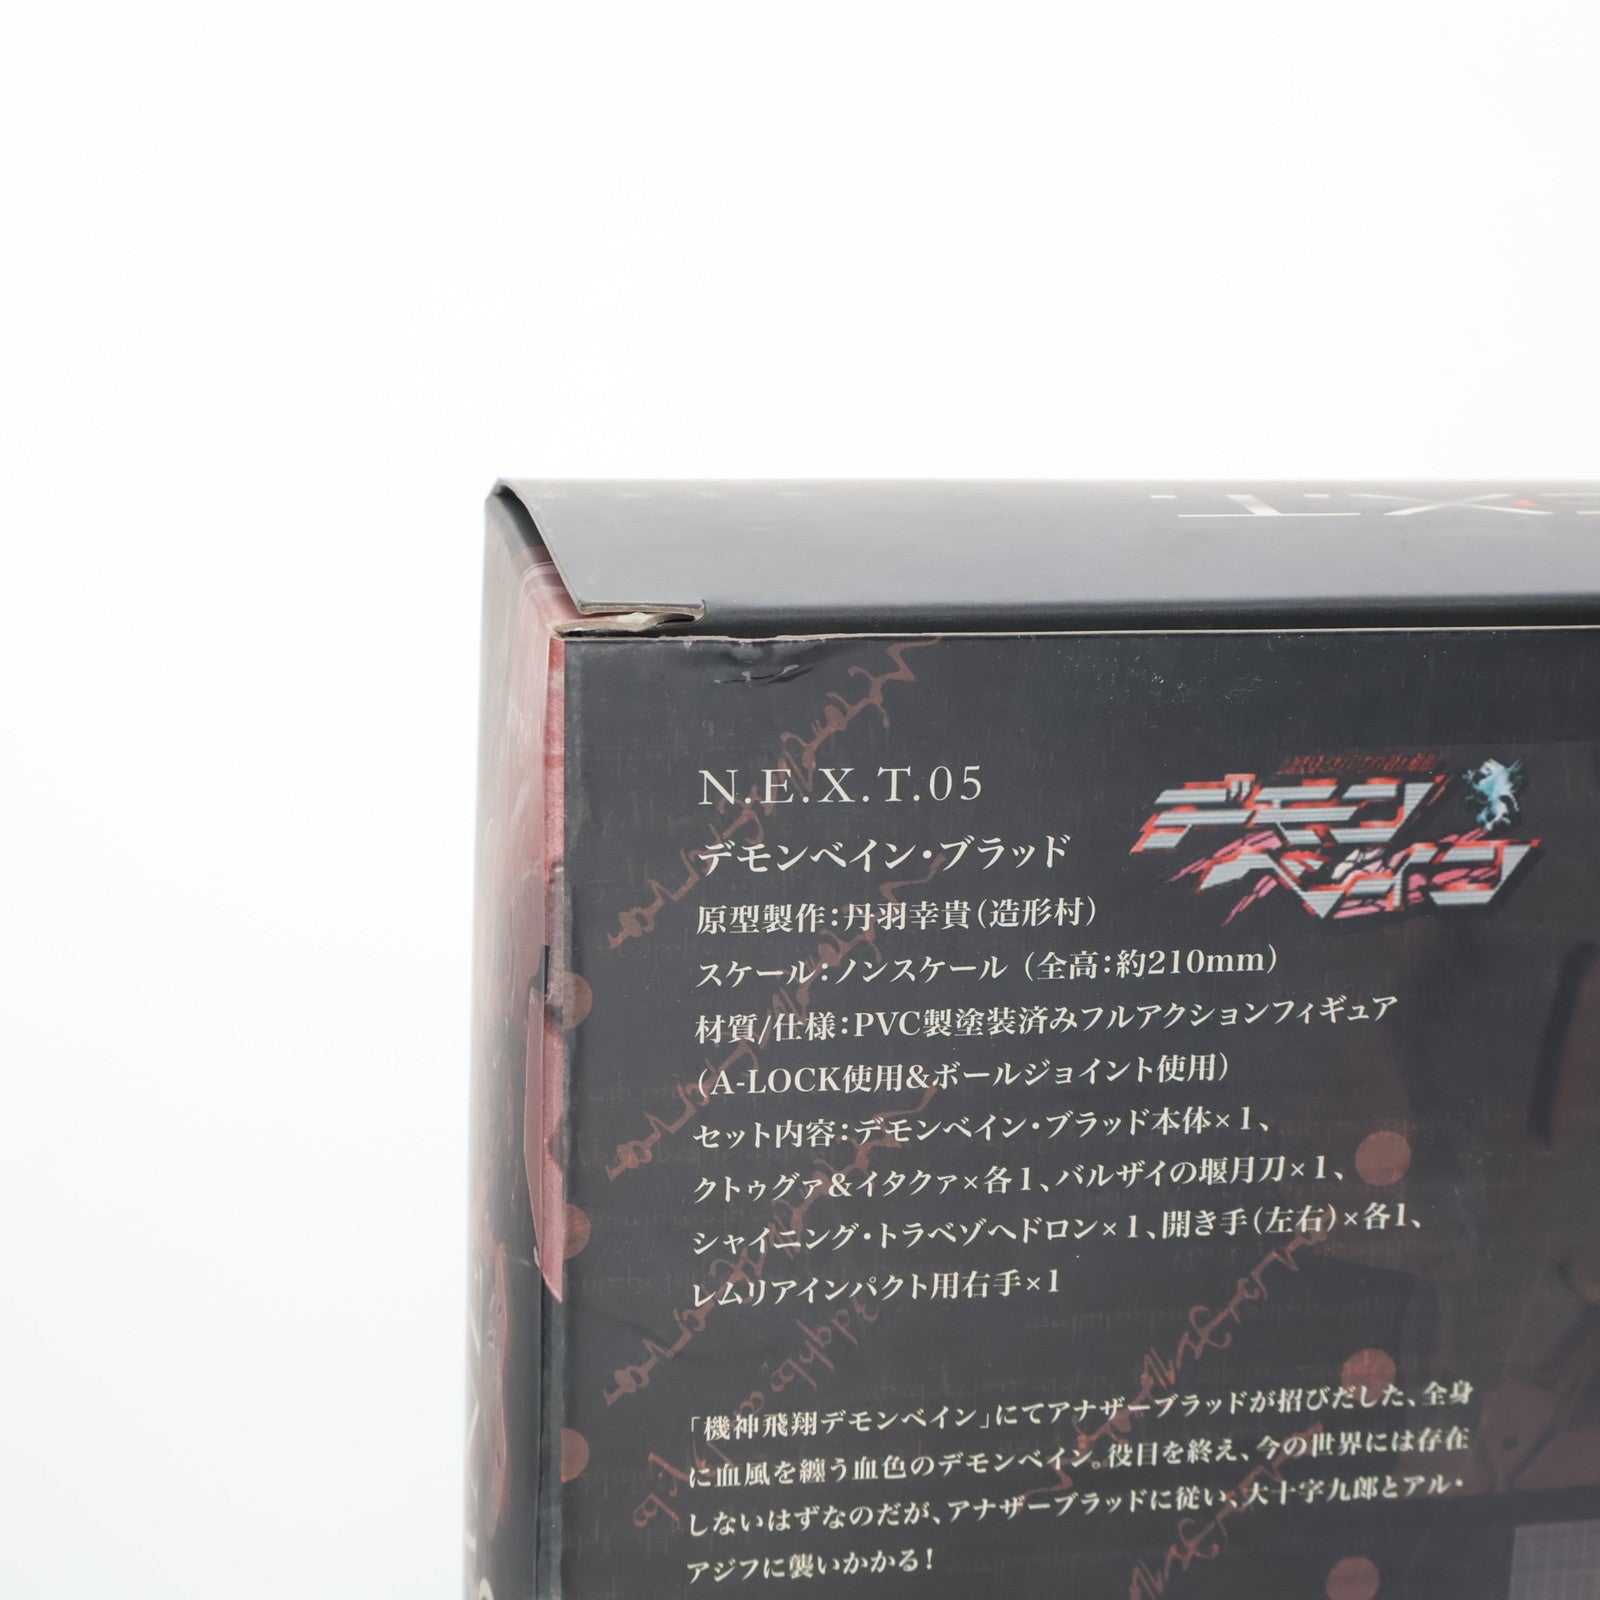 N.E.X.T.05
デモンベイン・ブラッド
デモン
ベイン
原型製作：丹羽幸貴（造形村）
スケール：ノンスケール（全高：約210mm）
材質/仕様：PVC製塗装済みフルアクションフィギュア
（A-LOCK使用&ボールジョイント使用）
セット内容：デモンベイン・ブラッド本体×1、
クトゥグァ&イタクァ×各1、バルザイの堰月刀×1、
シャイニング・トラペゾヘドロン×1、開き手（左右）×各1、
レムリアインパクト用右手×1
「機神飛翔デモンベイン」にてアナザーブラッドが招びだした、全身
に血風を纏う血色のデモンベイン。役目を終え、今の世界には存在
しないはずなのだが、アナザーブラッドに従い、大十字九郎とアル・
アジフに襲いかかる！